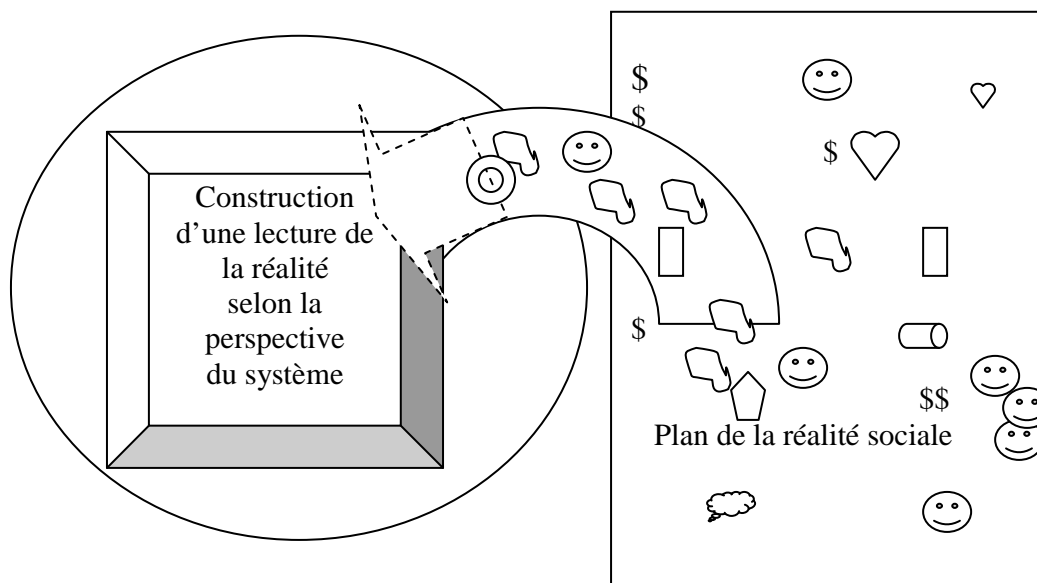 $
$
$
Construction
d’une lecture de
la réalité
selon la
perspective
du système
$
$$
Plan de la réalité sociale